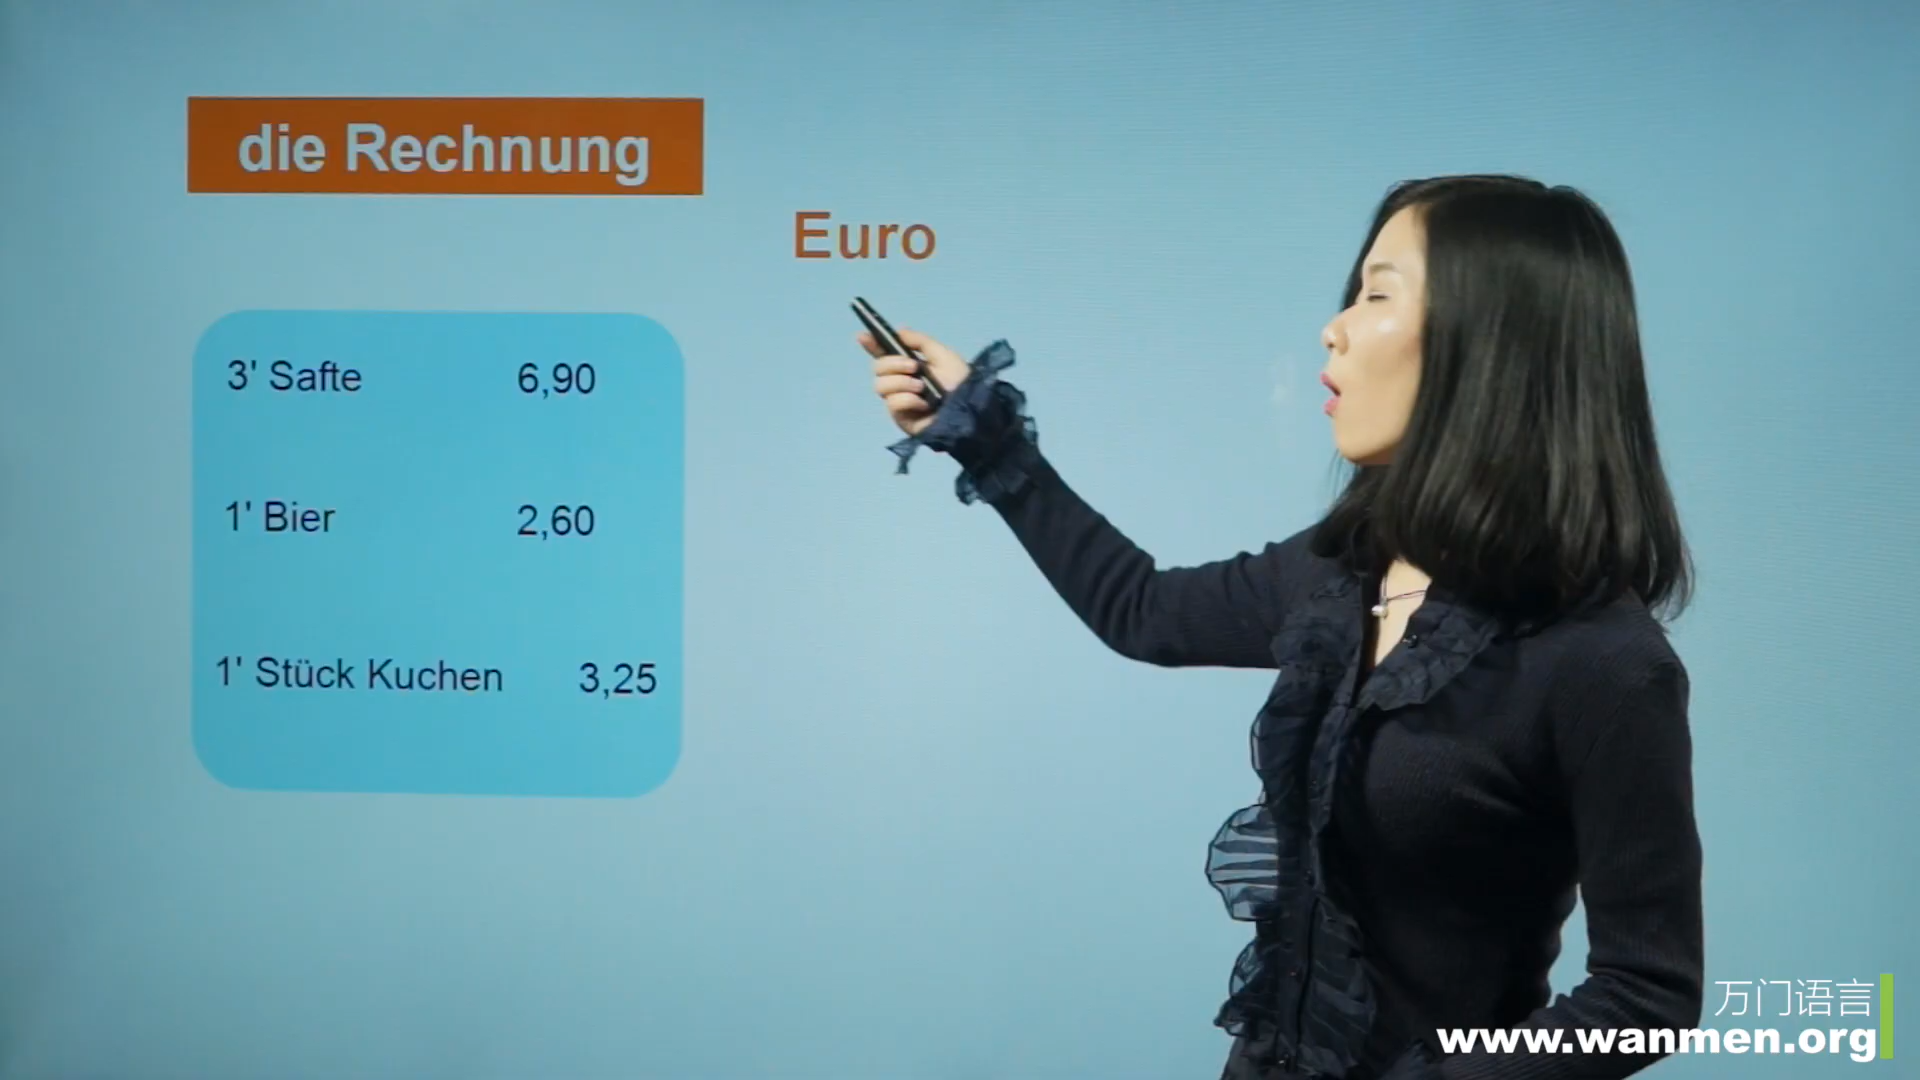 die Rechnung
Euro
3' Safte 6,90
1' Bier 2,60
1' Stück Kuchen 3,25
万门语言
www.wanmen.org